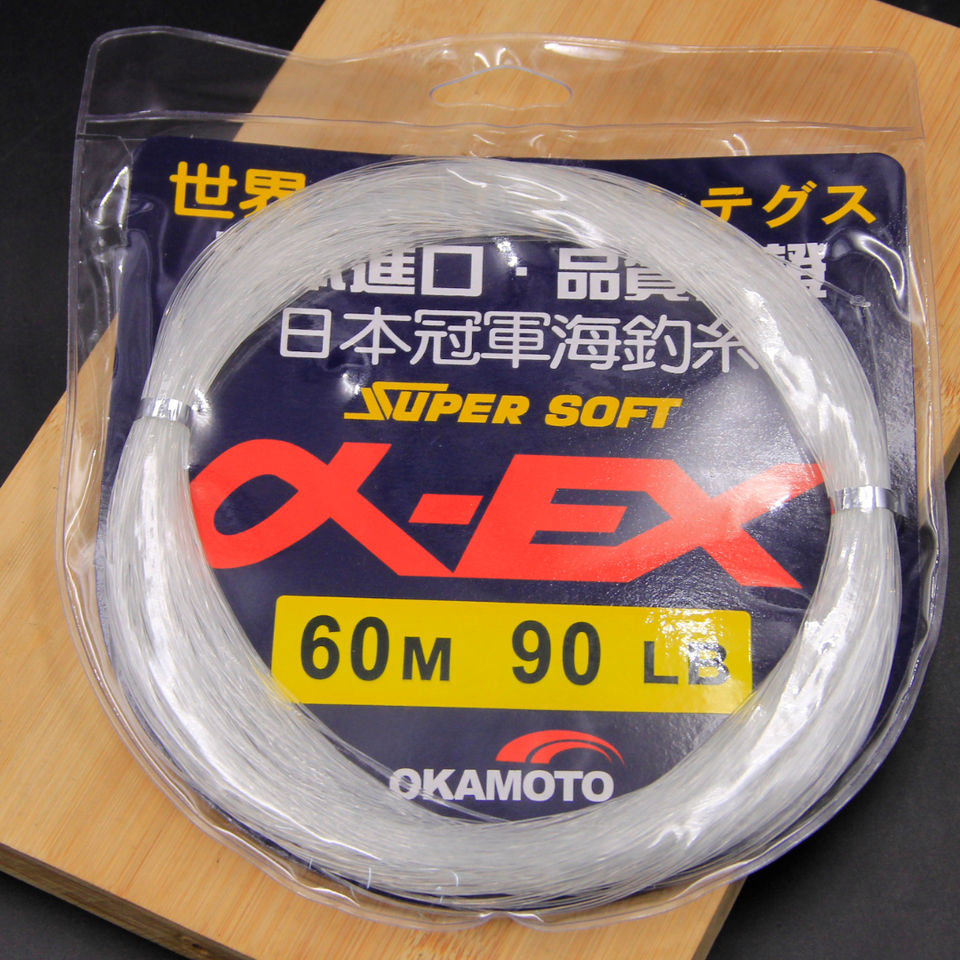 世界 テグス
進口·品質
日本冠軍海釣糸
SUPER SOFT
α-EX
60M 90 LB
OKAMOTO